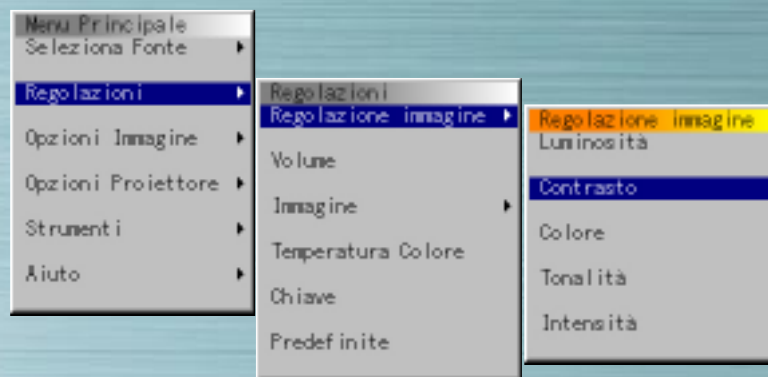 Menu Principale
Seleziona Fonte
Regolazioni
Opzioni Immagine
Opzioni Proiettore
Strumenti
Aiuto
Regolazioni
Regolazione immagine
Volume
Immagine
Temperatura Colore
Chiave
Predefinite
Regolazione immagine
Luminosità
Contrasto
Colore
Tonalità
Intensità